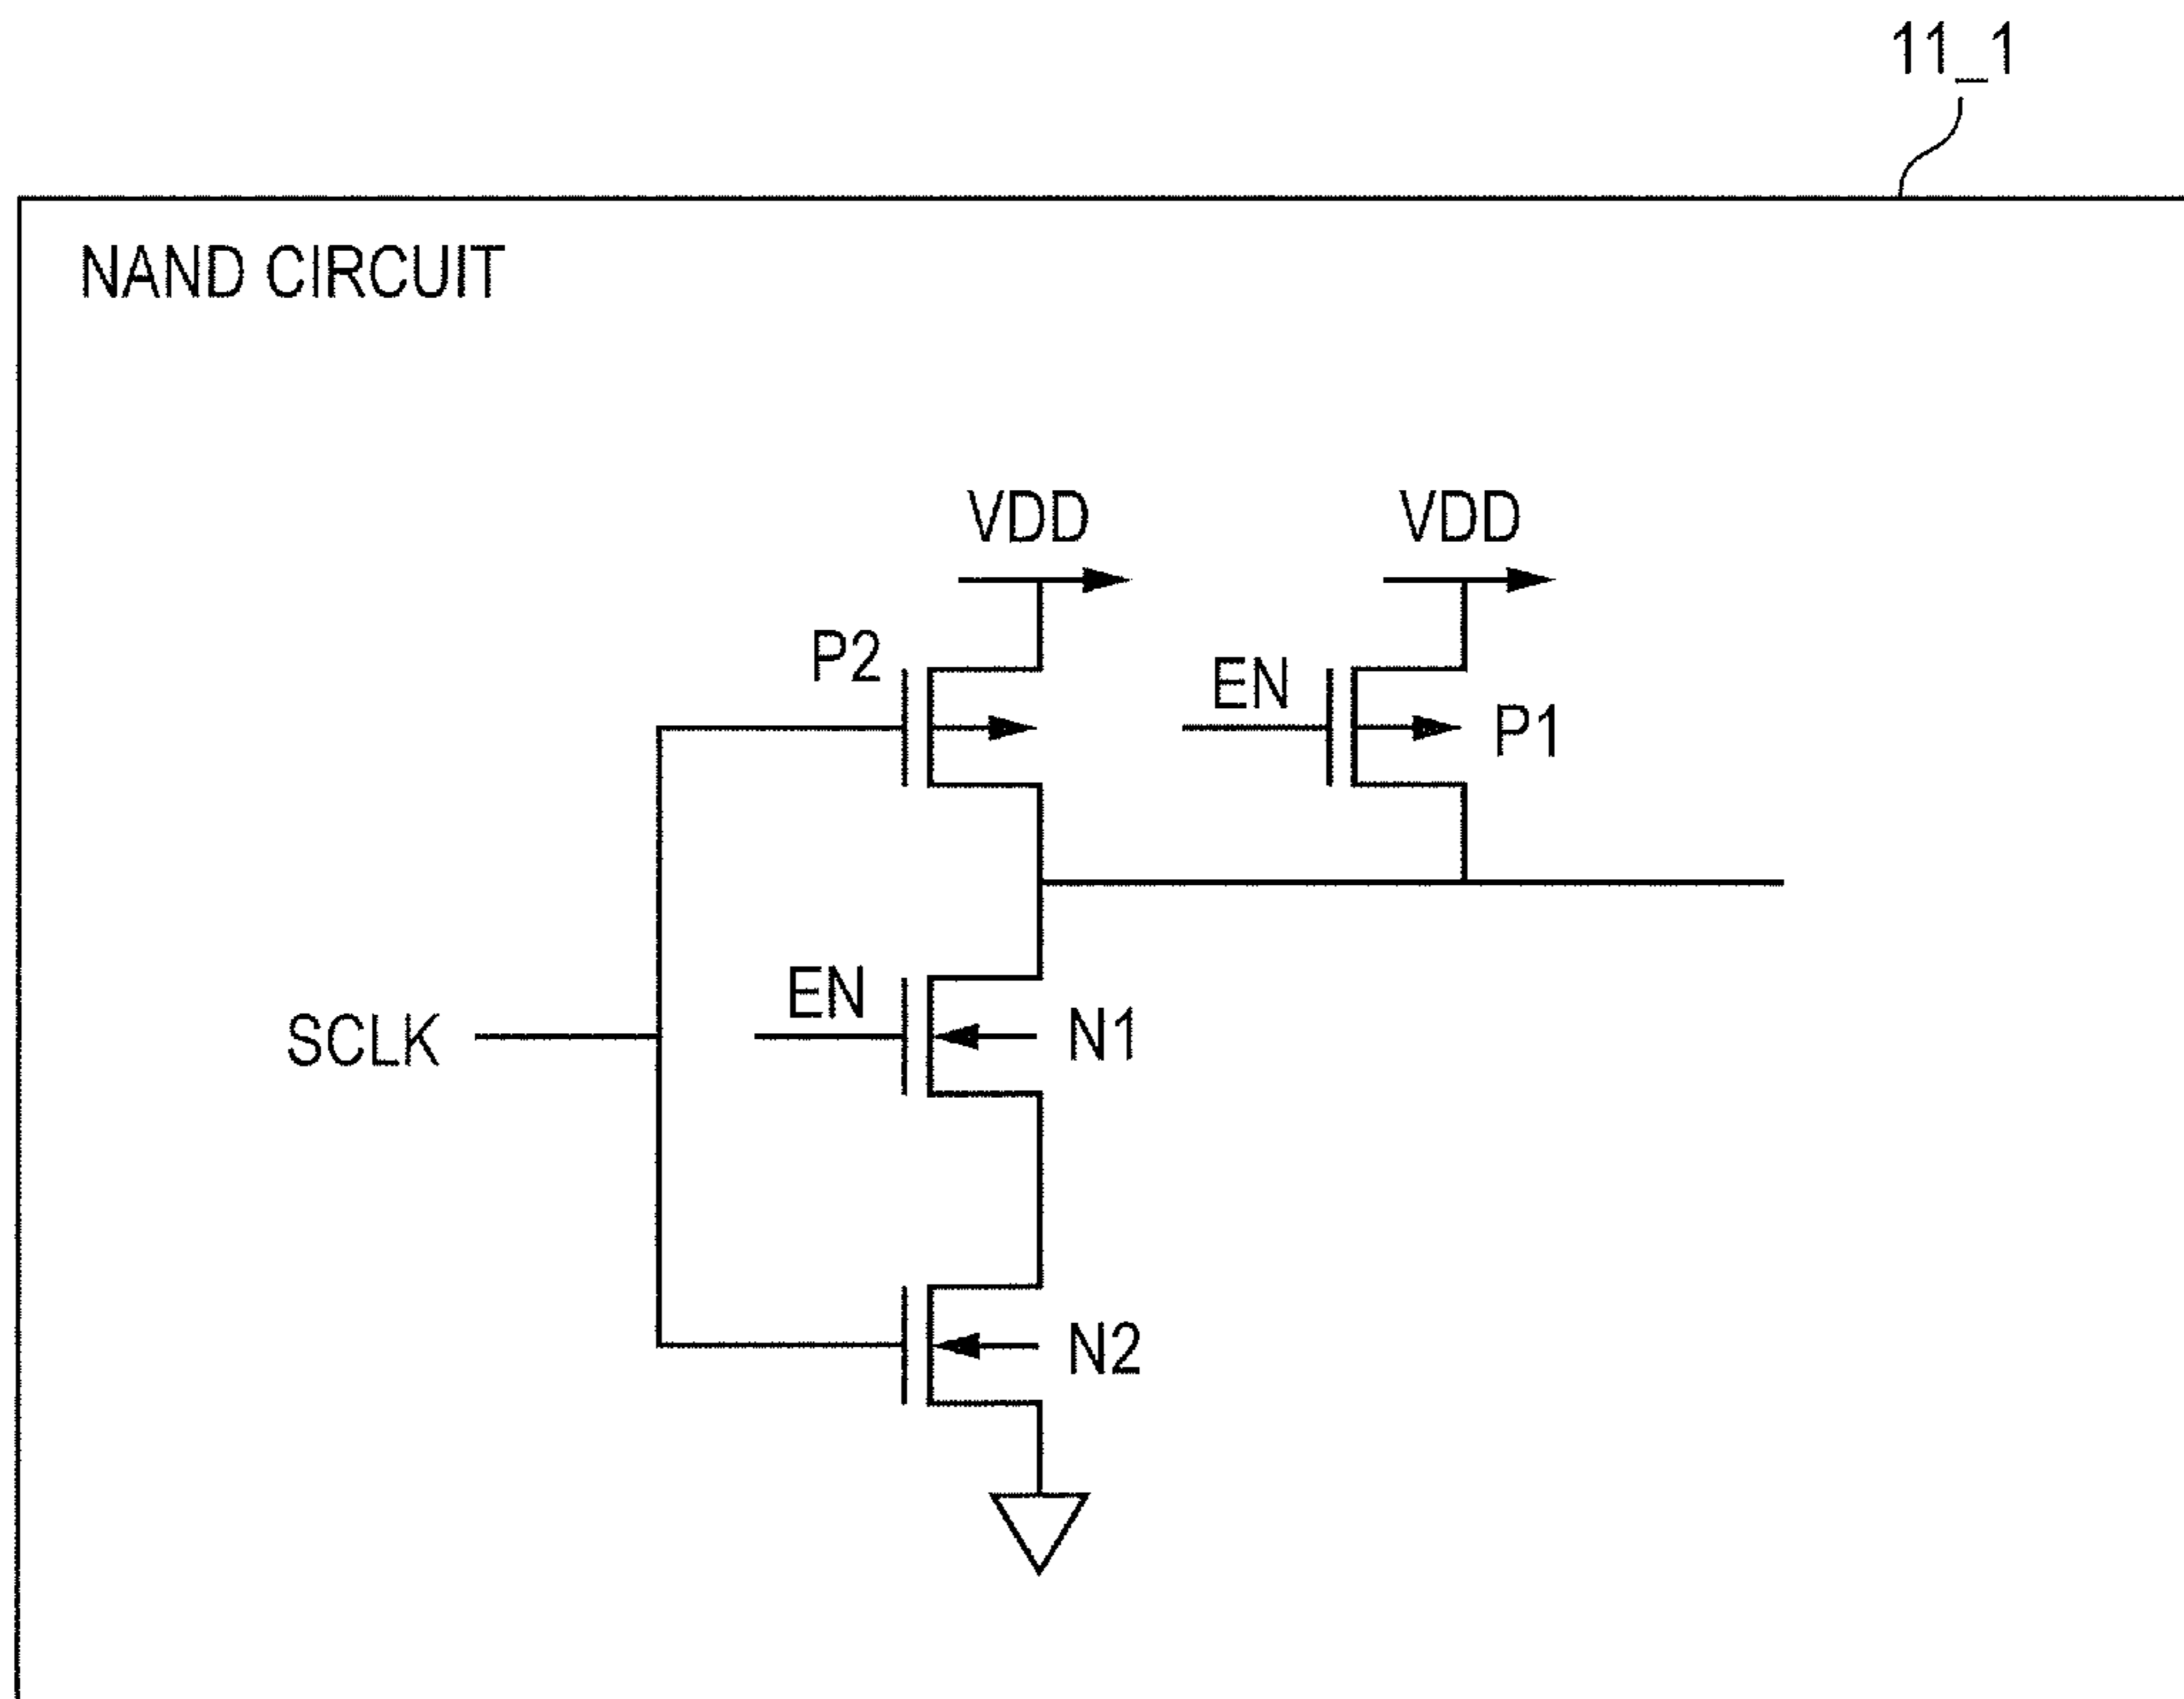 11_1
NAND CIRCUIT
VDD
VDD
P2
EN
P1
EN
N1
SCLK
N2